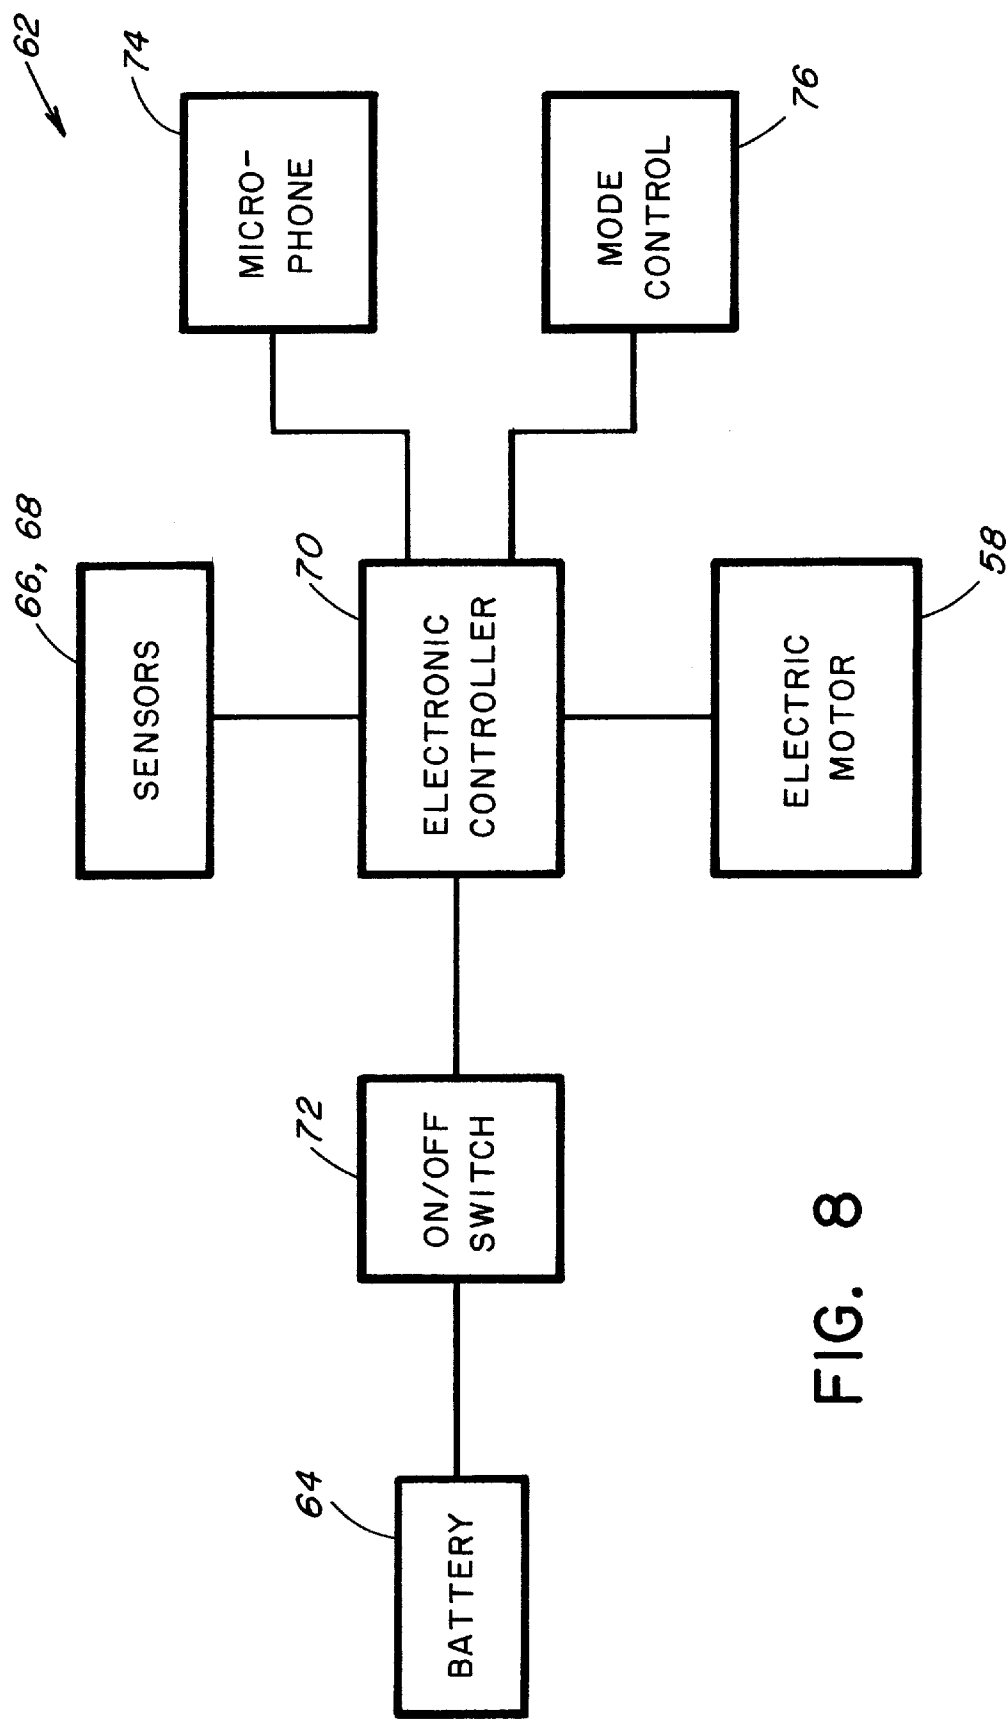 62
66, 68
SENSORS
74
MICRO-
PHONE
64
BATTERY
72
ON/OFF
SWITCH
70
ELECTRONIC
CONTROLLER
76
MODE
CONTROL
58
ELECTRIC
MOTOR
FIG. 8